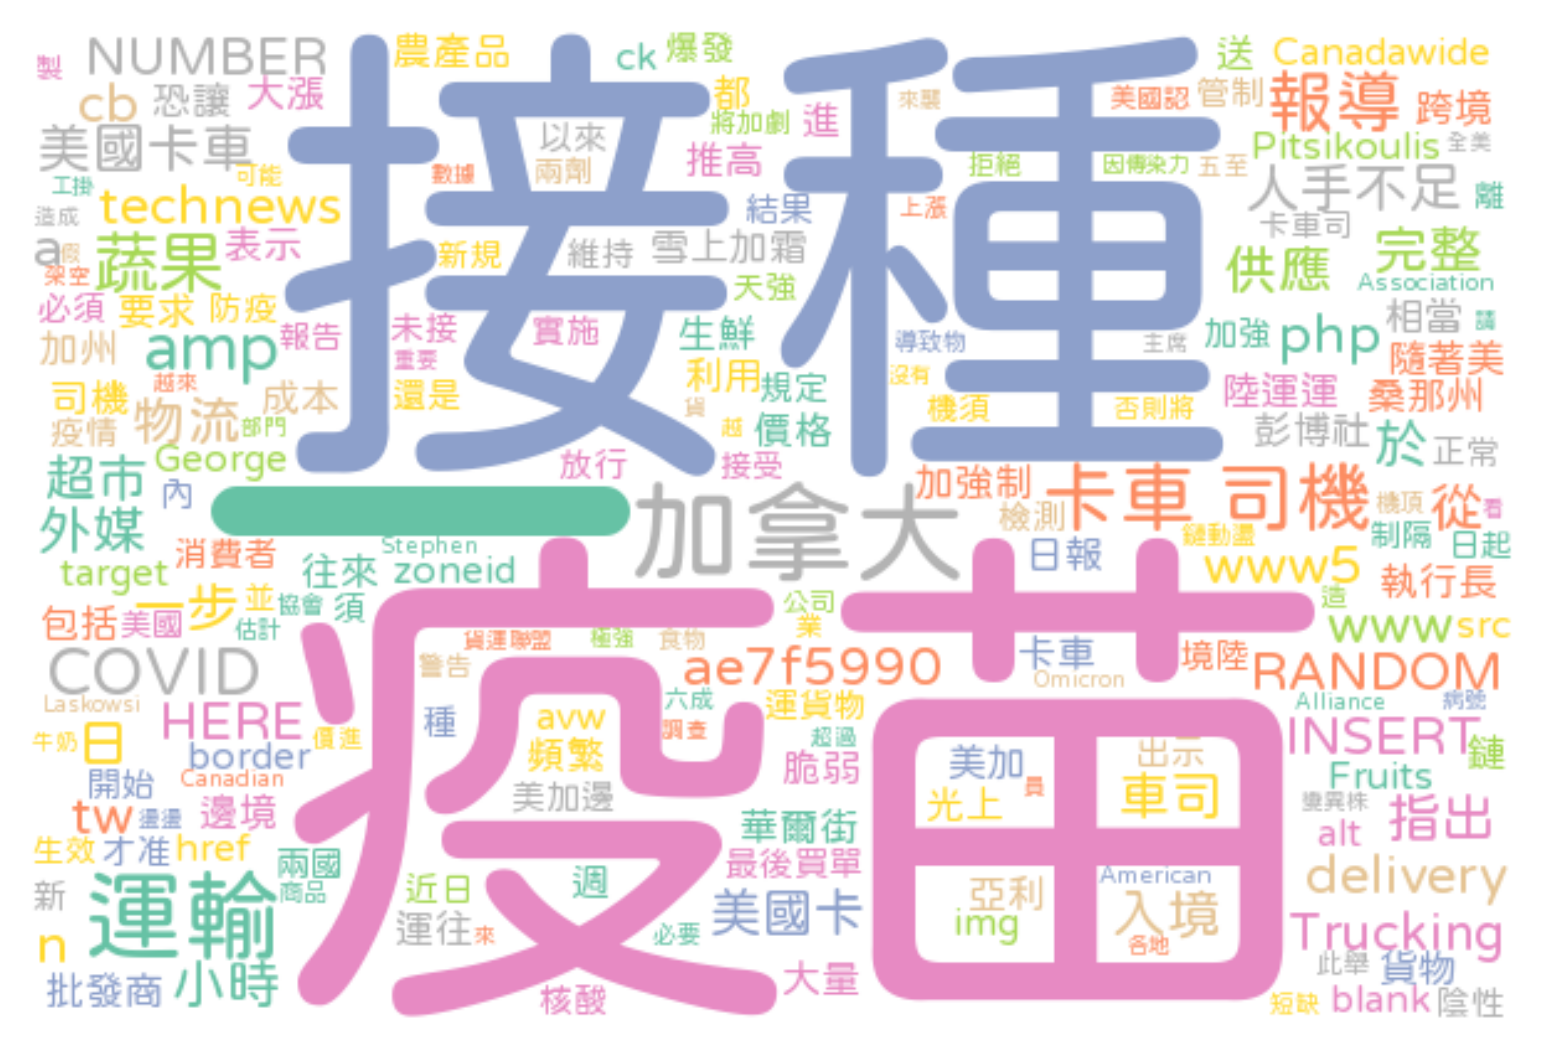 接種
疫苗
一
加拿大
製
NUMBER
農產品
ck
爆發
送
Canadawide
cb
恐讓
大漲
都
來襲
美國認
管制
報導
跨境
美國卡車
以來
將加劇
進
Pitsikoulis
全美
工掛
可能
數據
兩劑
推高
拒絕
因傳染力
五至
人手不足
離
造成
technews
結果
上漲
卡車司
a
假
蔬果
表示
新規
維持
雪上加霜
供應
完整
架空
天強
Association
必須
要求
防疫
報告
未接
實施
生鮮
導致物
主席
加強
php
相當
請
加州
amp
重要
利用
規定
沒有
陸運運
隨著美
桑那州
司機
越來
成本
還是
貨
機須
否則將
疫情
物流
部門
越
價格
彭博社
於
正常
超市
George
放行
接受
加強制
卡車 司機
機頂
從
看
內
外媒
檢測
消費者
Stephen
日報
鏈動盪
制隔
日起
target
往來
zoneid
www5
執行長
一步
並
協會
須
公司
造
包括
美國
估計
貨運聯盟
極強
食物
業
卡車
境陸
www
src
COVID
警告
ae7f5990
Omicron
RANDOM
Laskowsi
六成
運貨物
Alliance
病號
HERE
種
avw
調查
牛奶
日
價進
頻繁
超過
美加
出示
INSERT
鏈
border
開始
Canadian
美加邊
脆弱
員
Fruits
tw
邊境
光上
車司
變異株
指出
生效
才准
href
華爾街
alt
兩國
最後買單
新
運輸
商品
近日
週
American
delivery
亞利
美國卡
img
入境
n
運往
來
必要
各地
Trucking
批發商
小時
核酸
大量
此舉
貨物
短缺
blank
陰性